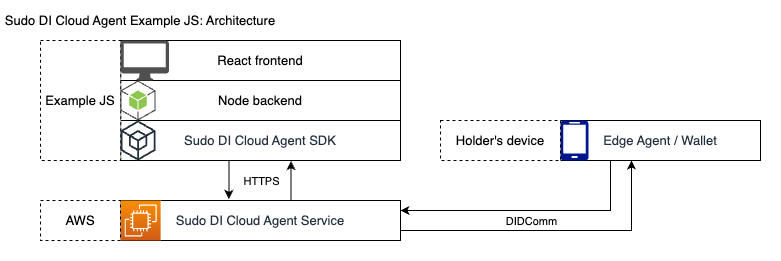 Sudo DI Cloud Agent Example JS: Architecture
React frontend
Example JS
Node backend
Sudo DI Cloud Agent SDK
Holder's device
Edge Agent / Wallet
HTTPS
AWS
Sudo DI Cloud Agent Service
DIDComm